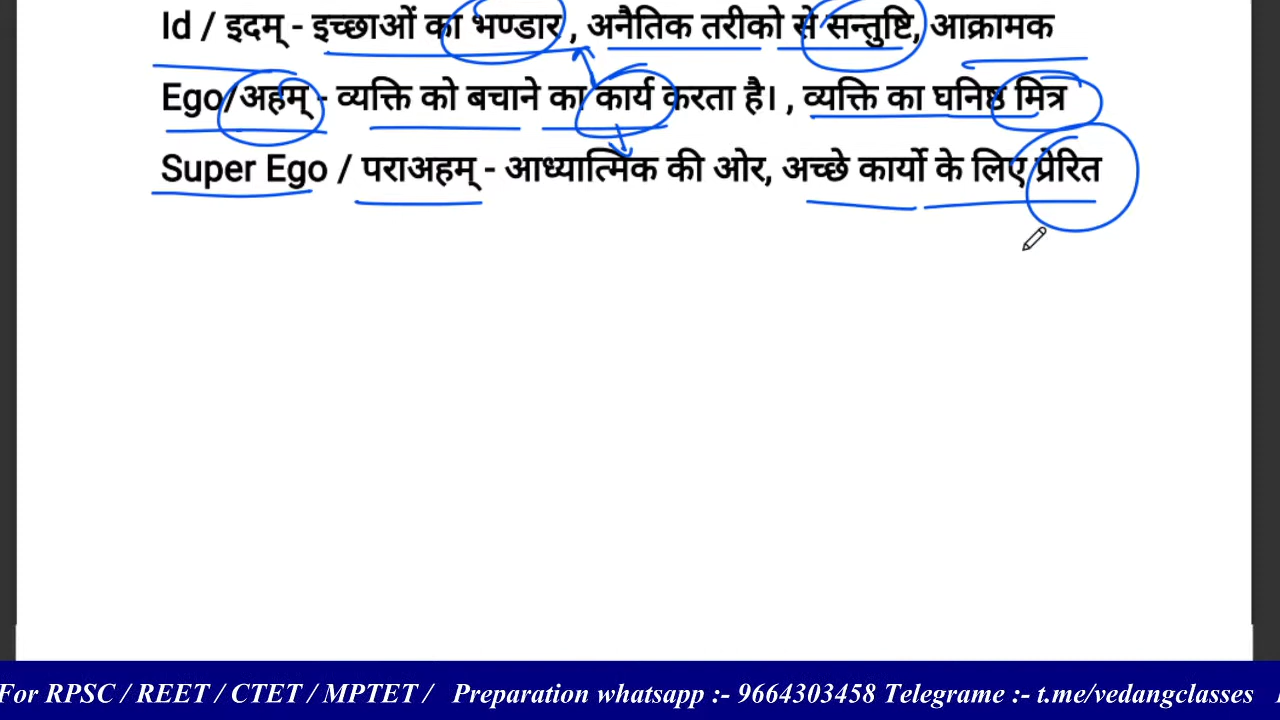 Id / इदम् - इच्छाओं का भण्डार , अनैतिक तरीको से सन्तुष्टि, आक्रामक
Ego/अहम् - व्यक्ति को बचाने का कार्य करता है। , व्यक्ति का घनिष्ठ मित्र
Super Ego / पराअहम् - आध्यात्मिक की ओर, अच्छे कार्यो के लिए प्रेरित
For RPSC / REET / CTET / MPTET / Preparation whatsapp :- 9664303458 Telegrame :- t.me/vedangclasses